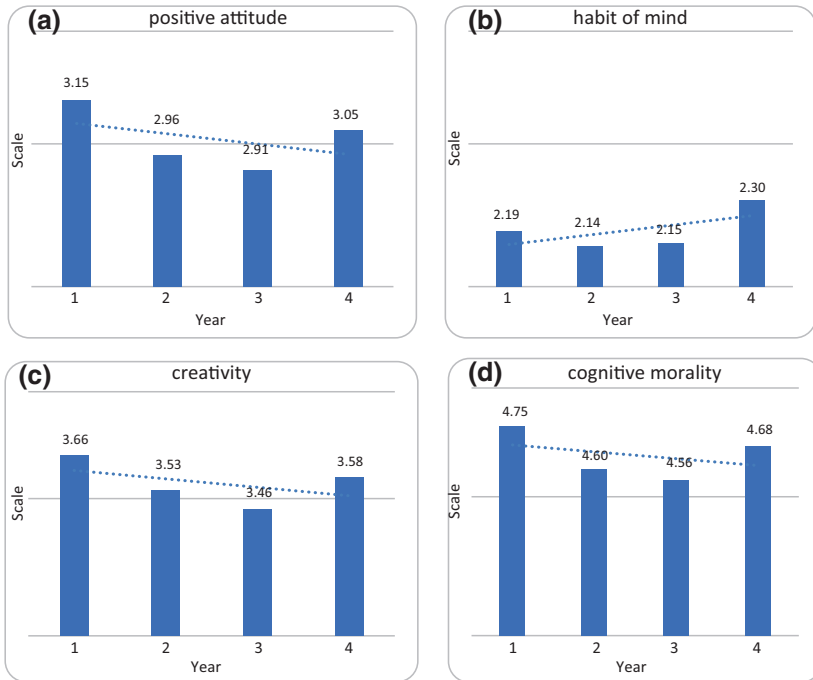 (a) positive attitude
3.15
2.96
2.91
3.05
Scale
1 2 3 4
Year
(b) habit of mind
2.19
2.14
2.15
2.30
Scale
1 2 3 4
Year
(c) creativity
3.66
3.53
3.46
3.58
Scale
1 2 3 4
Year
(d) cognitive morality
4.75
4.60
4.56
4.68
Scale
1 2 3 4
Year